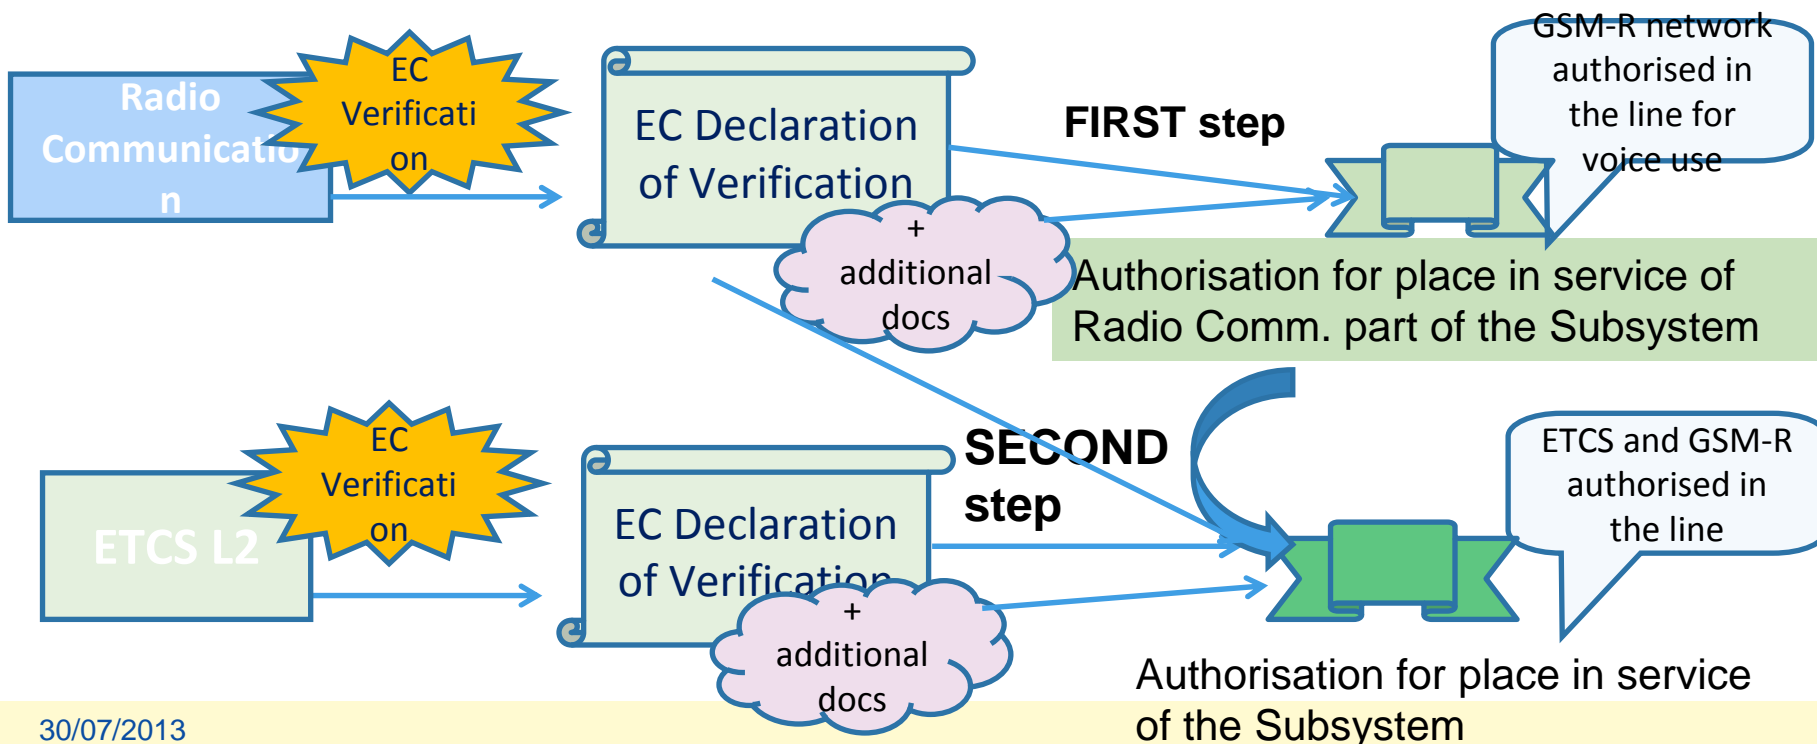 Radio
Communicatio
n
EC
Verificati
on
EC Declaration
of Verification
+
additional
docs
FIRST step
GSM-R network
authorised in
the line for
voice use
Authorisation for place in service of
Radio Comm. part of the Subsystem
ETCS L2
EC
Verificati
on
EC Declaration
of Verification
+
additional
docs
SECOND
step
ETCS and GSM-R
authorised in
the line
Authorisation for place in service
of the Subsystem
30/07/2013